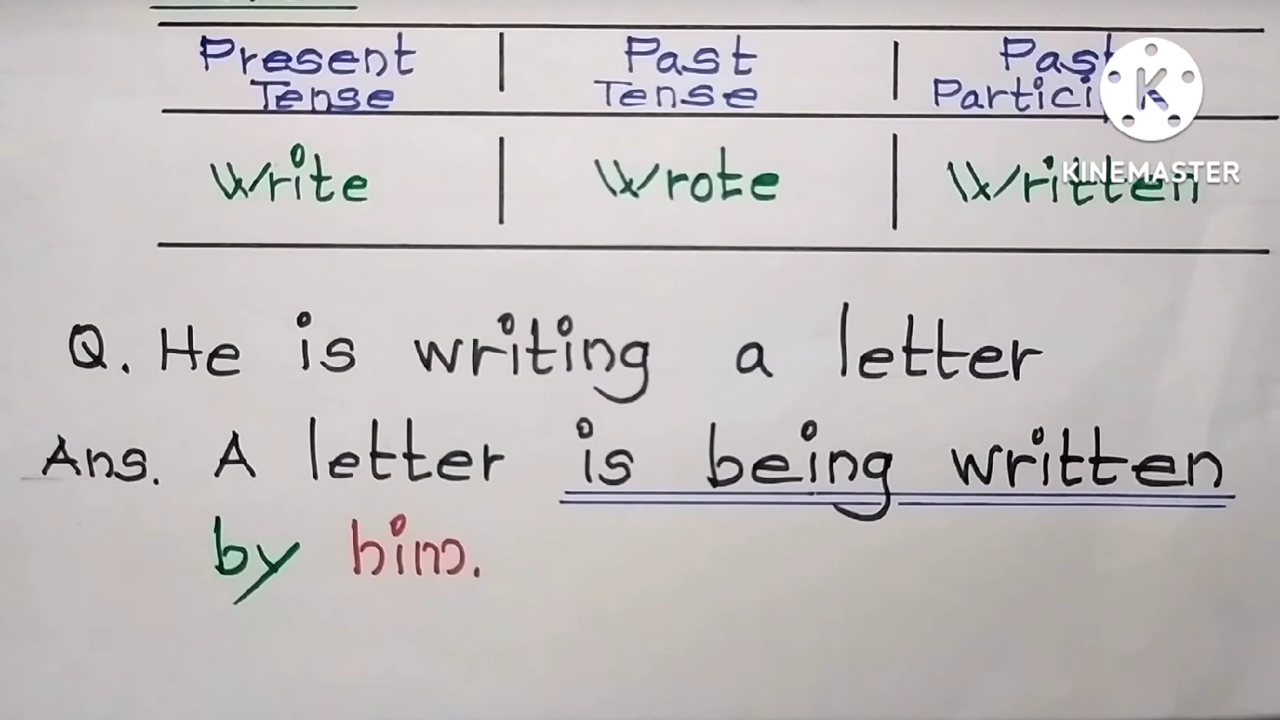 Present | Past | Past
Tense Tense
Write | Wrote | Written
KINEMASTER
Q. He is writing a letter
Ans. A letter is being written
by him.